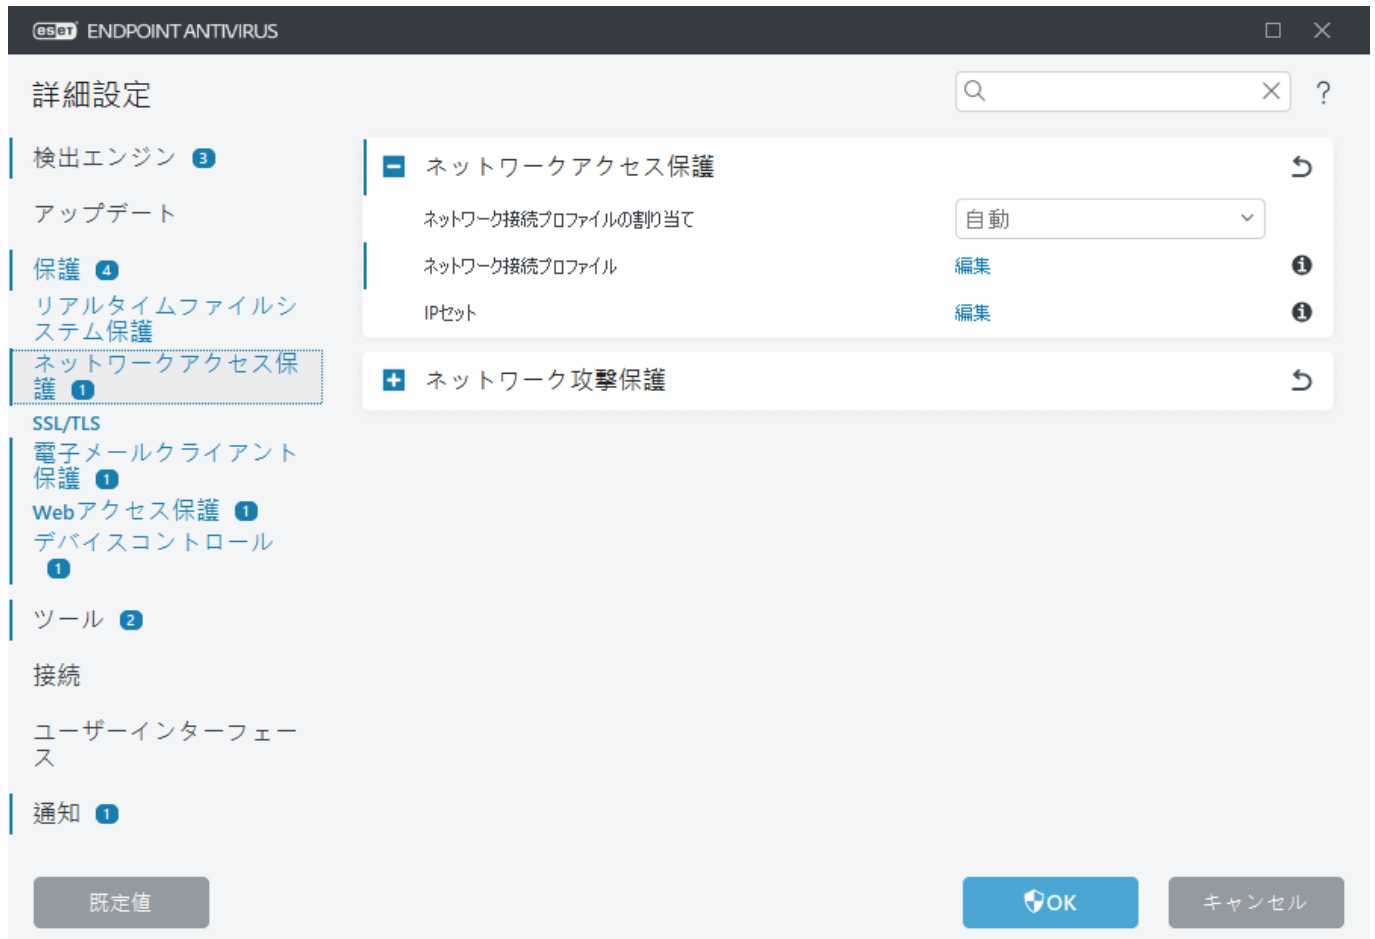 eset ENDPOINT ANTIVIRUS
詳細設定
?
検出エンジン 3
アップデート
保護 4
リアルタイムファイルシ
ステム保護
ネットワークアクセス保
護 1
SSL/TLS
電子メールクライアント
保護 1
Webアクセス保護 1
デバイスコントロール
1
ツール 2
接続
ユーザーインターフェー
ス
通知 1
ネットワークアクセス保護
ネットワーク接続プロファイルの割り当て 自動
ネットワーク接続プロファイル 編集
IPセット 編集
ネットワーク攻撃保護
既定値
OK
キャンセル